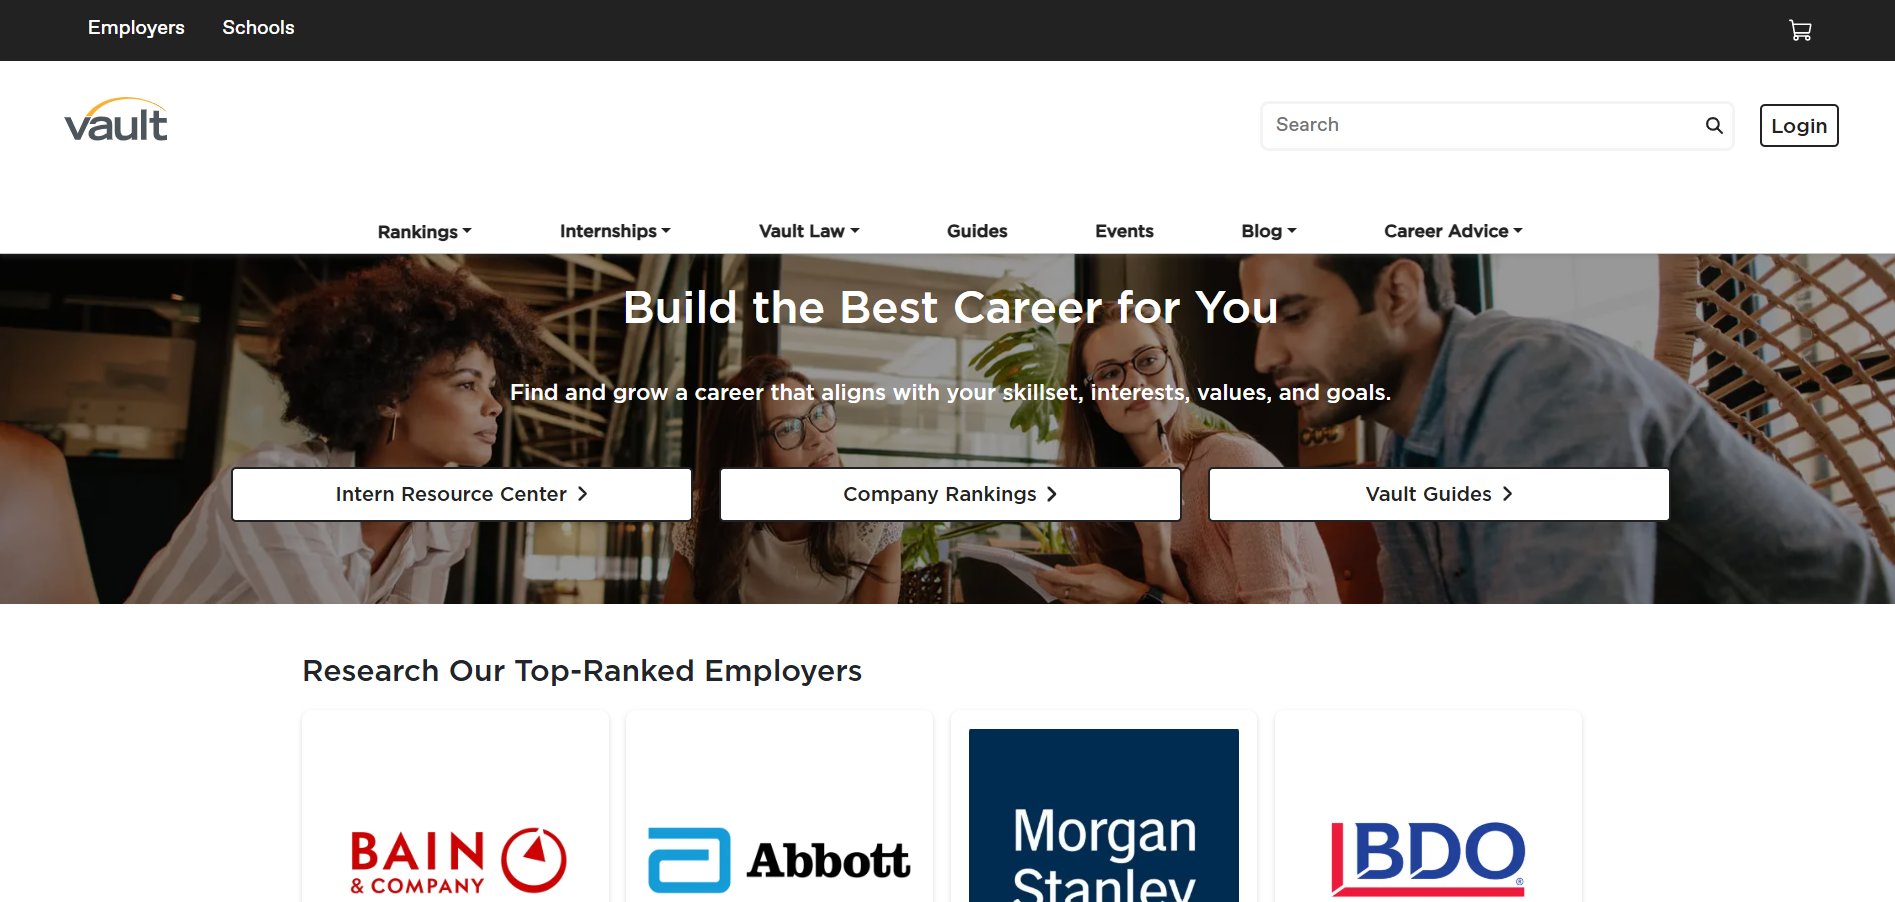 Employers Schools
vault
Search
Login
Rankings Internships Vault Law Guides Events Blog Career Advice
Build the Best Career for You
Find and grow a career that aligns with your skillset, interests, values, and goals.
Intern Resource Center Company Rankings Vault Guides
Research Our Top-Ranked Employers
BAIN
& COMPANY
Abbott
Morgan
Stanley
BDO